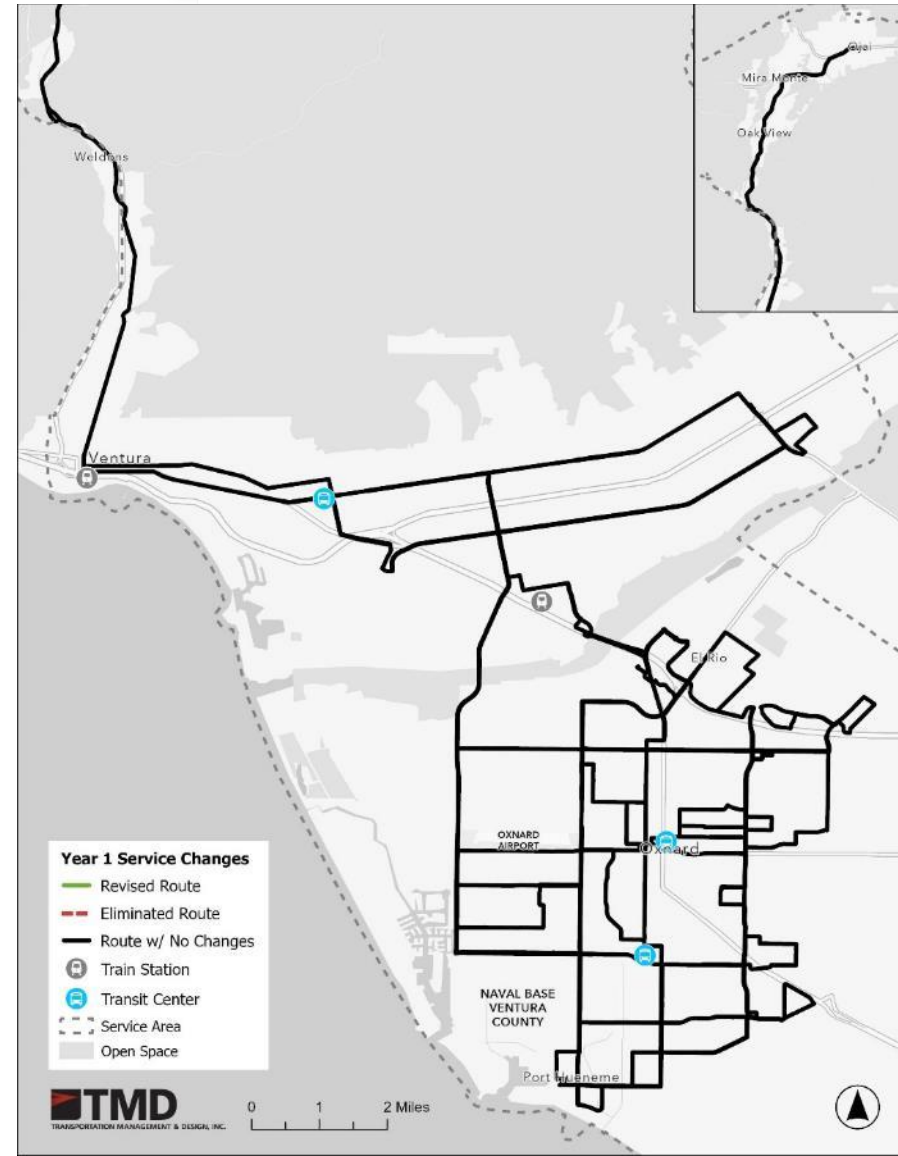 Ojai
Mira Monte
Oak View
Weldons
Ventura
El Rio
OXNARD
AIRPORT
Oxnard
NAVAL BASE
VENTURA
COUNTY
Port Hueneme
Year 1 Service Changes
Revised Route
Eliminated Route
Route w/ No Changes
Train Station
Transit Center
Service Area
Open Space
TMD
TRANSPORTATION MANAGEMENT & DESIGN, INC.
0 1 2 Miles